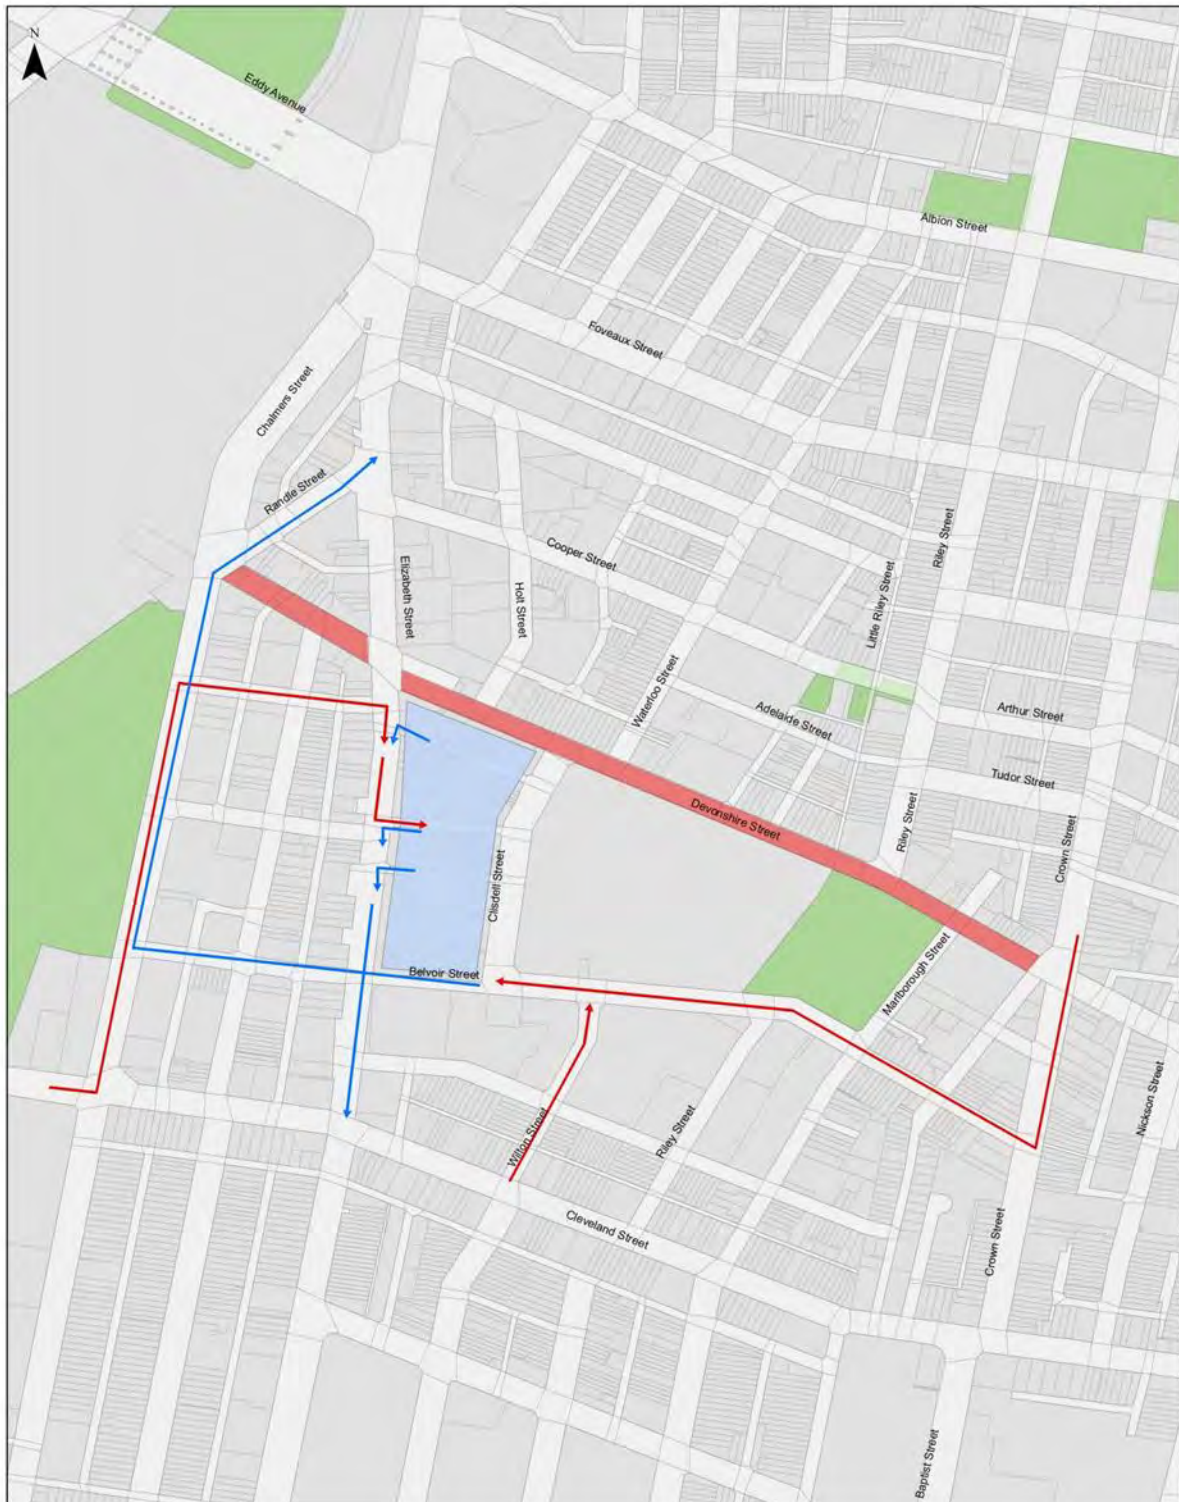 N
Eddy Avenue
Albion Street
Foveaux Street
Chalmers Street
Randle Street
Riley Street
Cooper Street
Elizabeth Street
Holt Street
Little Riley Street
Waterloo Street
Adelaide Street
Arthur Street
Tudor Street
Devonshire Street
Riley Street
Crown Street
Clisdell Street
Marlborough Street
Belvoir Street
Nickson Street
Wilton Street
Riley Street
Cleveland Street
Crown Street
Baptist Street